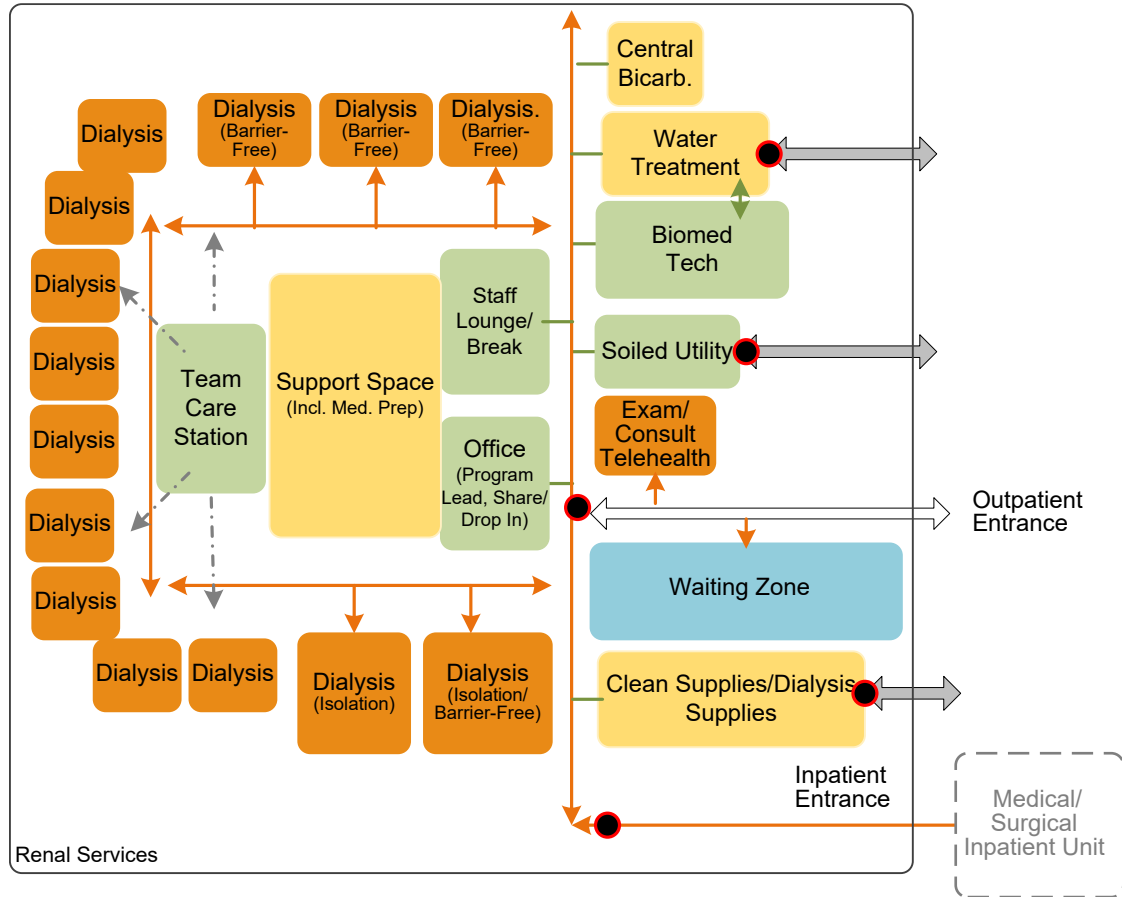 Central
Bicarb.
Dialysis
Dialysis
(Barrier-
Free)
Dialysis
(Barrier-
Free)
Dialysis.
(Barrier-
Free)
Water
Treatment
Dialysis
Biomed
Tech
Dialysis
Staff
Lounge/
Break
Dialysis
Soiled Utility
Team
Care
Station
Support Space
(Incl. Med. Prep)
Exam/
Consult
Telehealth
Dialysis
Office
(Program
Lead, Share/
Drop In)
Dialysis
Outpatient
Entrance
Dialysis
Waiting Zone
Dialysis
Dialysis
Dialysis
(Isolation)
Dialysis
(Isolation/
Barrier-Free)
Clean Supplies/Dialysis
Supplies
Inpatient
Entrance
Medical/
Surgical
Inpatient Unit
Renal Services